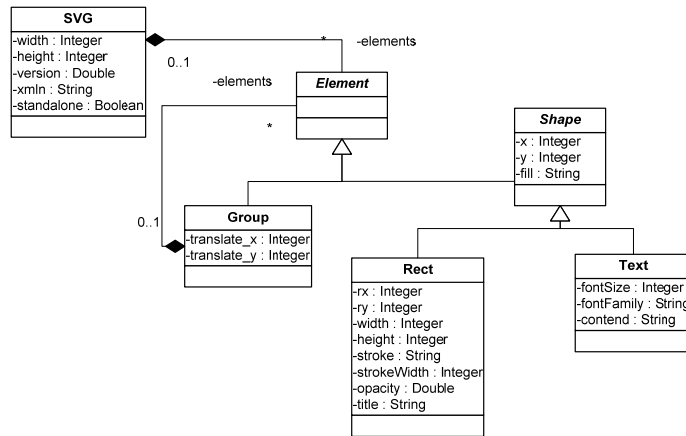 SVG
-width : Integer
-height : Integer
-version : Double
-xmln : String
-standalone : Boolean
0..1
*
-elements
-elements
*
0..1
Element
Shape
-x : Integer
-y : Integer
-fill : String
Group
-translate_x : Integer
-translate_y : Integer
Rect
-rx : Integer
-ry : Integer
-width : Integer
-height : Integer
-stroke : String
-strokeWidth : Integer
-opacity : Double
-title : String
Text
-fontSize : Integer
-fontFamily : String
-contend : String